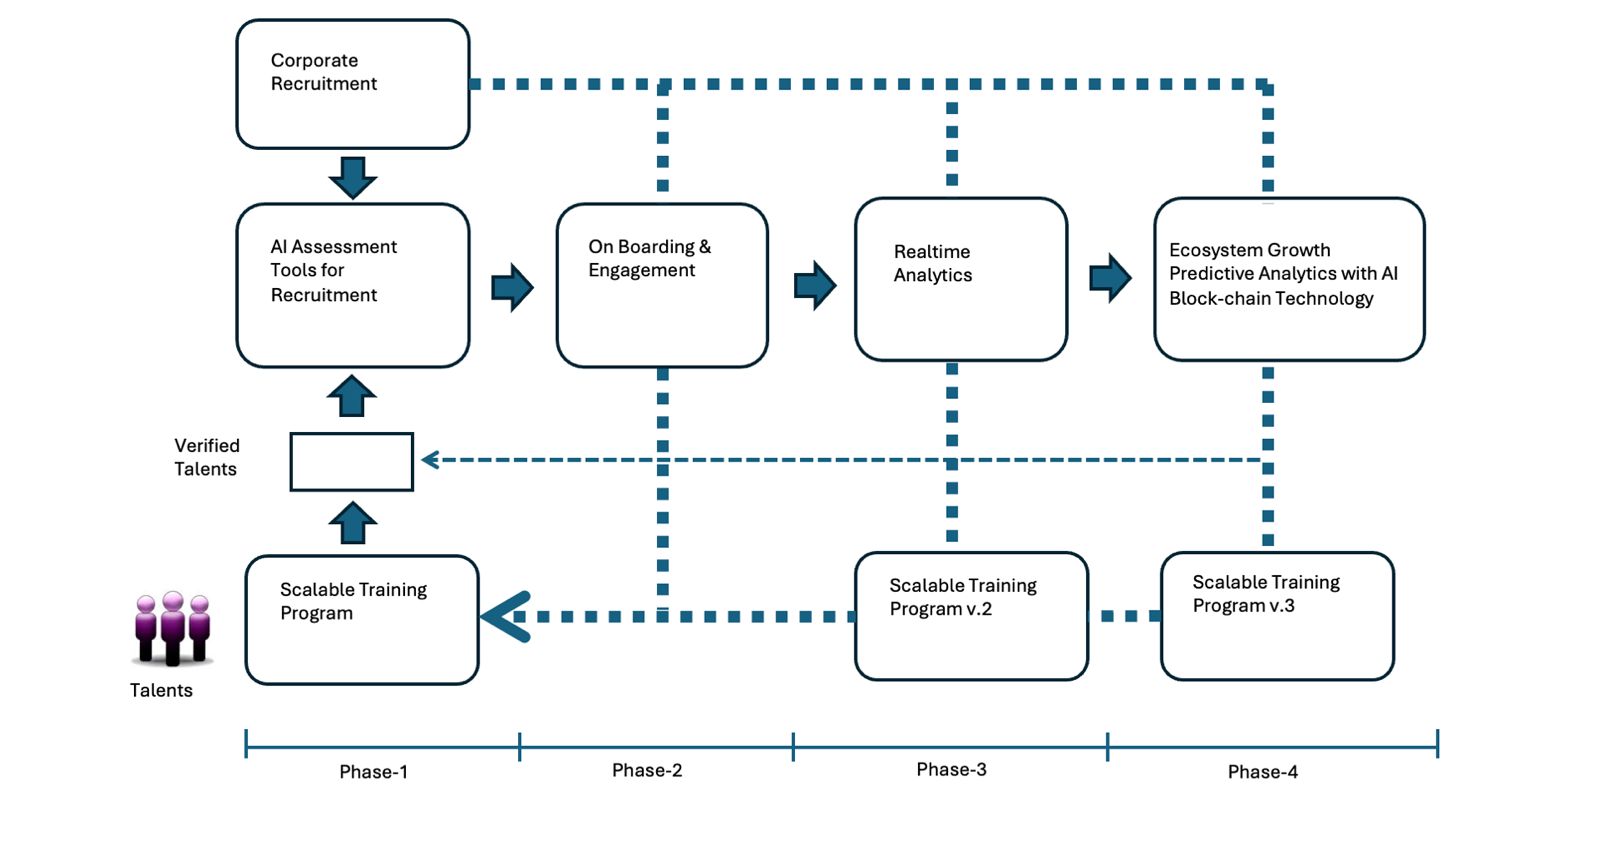 Corporate
Recruitment
AI Assessment
Tools for
Recruitment
On Boarding &
Engagement
Realtime
Analytics
Ecosystem Growth
Predictive Analytics with AI
Block-chain Technology
Verified
Talents
Scalable Training
Program
Scalable Training
Program v.2
Scalable Training
Program v.3
Talents
Phase-1
Phase-2
Phase-3
Phase-4